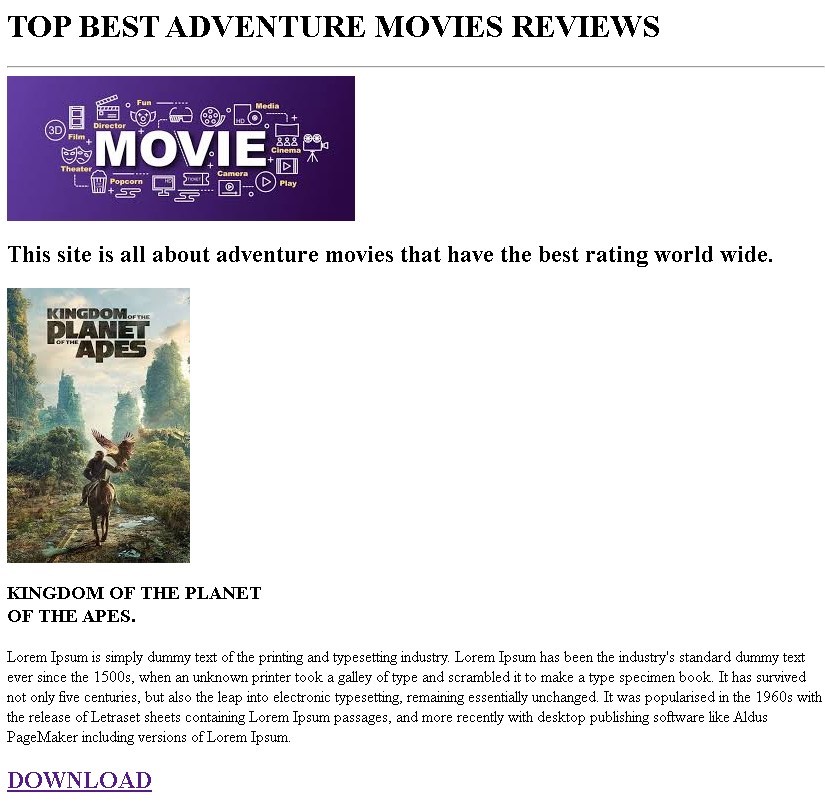 TOP BEST ADVENTURE MOVIES REVIEWS
Fun
Media
3D
Director
HD
Film
MOVIE
Cinema
Theater
Camera
Popcorn
HD
TICKET
Play
This site is all about adventure movies that have the best rating world wide.
KINGDOM OF THE
PLANET
OF THE APES
KINGDOM OF THE PLANET
OF THE APES.
Lorem Ipsum is simply dummy text of the printing and typesetting industry. Lorem Ipsum has been the industry's standard dummy text
ever since the 1500s, when an unknown printer took a galley of type and scrambled it to make a type specimen book. It has survived
not only five centuries, but also the leap into electronic typesetting, remaining essentially unchanged. It was popularised in the 1960s with
the release of Letraset sheets containing Lorem Ipsum passages, and more recently with desktop publishing software like Aldus
PageMaker including versions of Lorem Ipsum.
DOWNLOAD